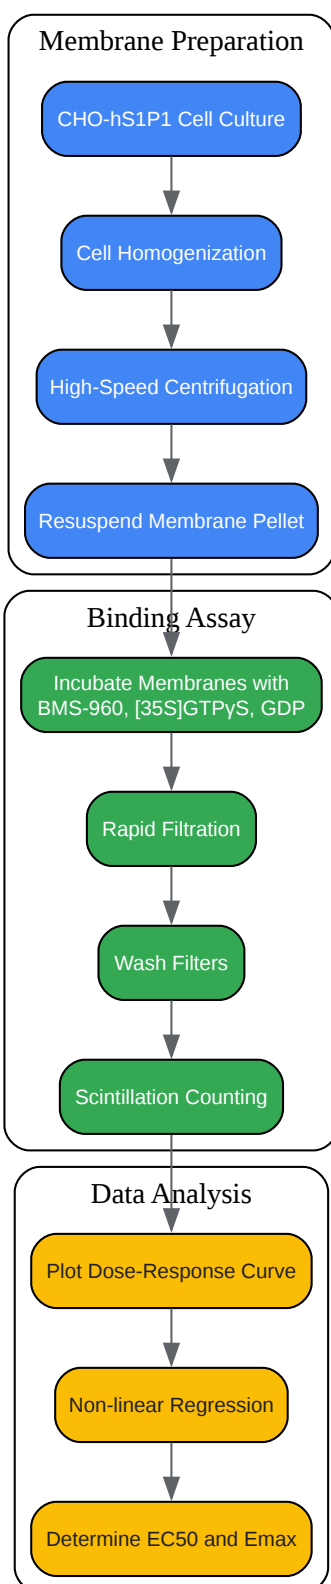 Membrane Preparation
CHO-hS1P1 Cell Culture
Cell Homogenization
High-Speed Centrifugation
Resuspend Membrane Pellet
Binding Assay
Incubate Membranes with
BMS-960, [35S]GTPγS, GDP
Rapid Filtration
Wash Filters
Scintillation Counting
Data Analysis
Plot Dose-Response Curve
Non-linear Regression
Determine EC50 and Emax